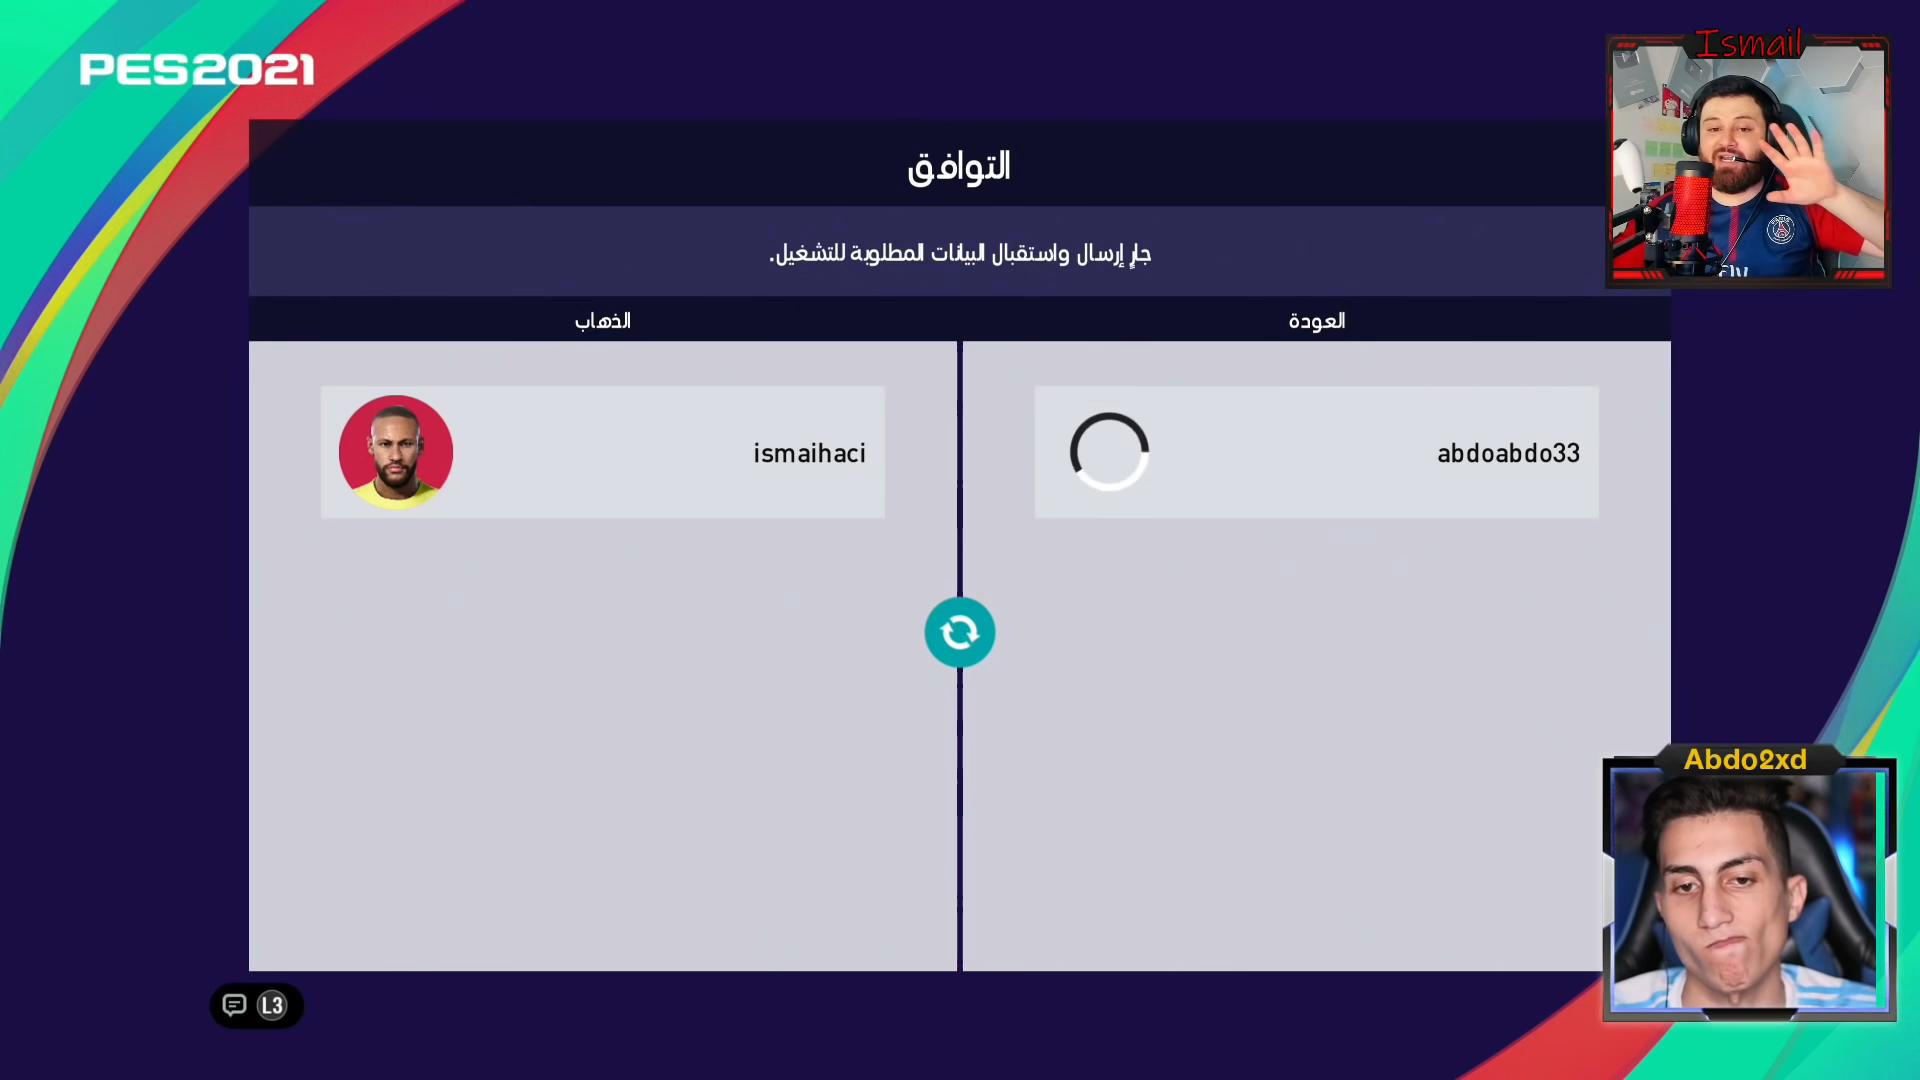 PES2021
Ismail
التوافق
جارٍ إرسال واستقبال البيانات المطلوبة للتشغيل.
الذهاب
العودة
ismaihaci
abdoabdo33
Abdo2xd
L3